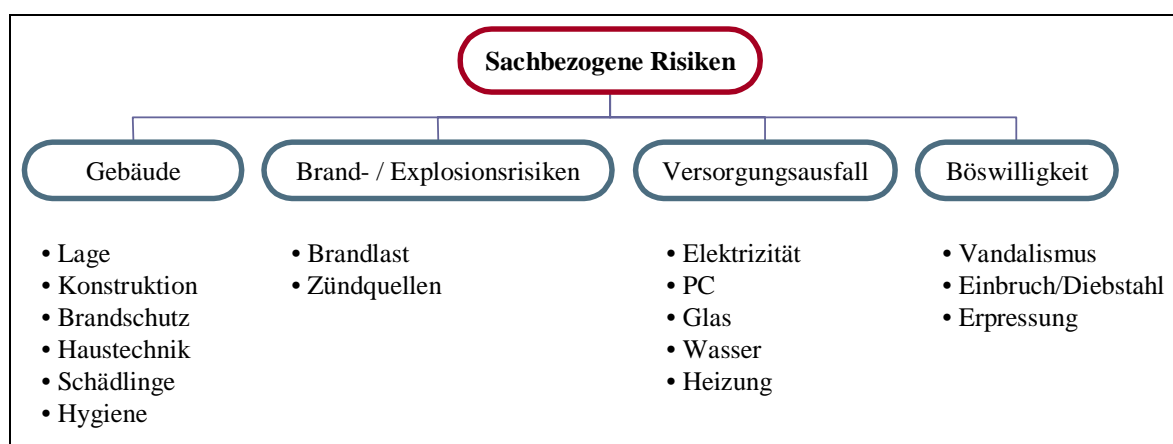 Sachbezogene Risiken
Gebäude
Brand- / Explosionsrisiken
Versorgungsausfall
Böswilligkeit
• Lage
• Konstruktion
• Brandschutz
• Haustechnik
• Schädlinge
• Hygiene
• Brandlast
• Zündquellen
• Elektrizität
• PC
• Glas
• Wasser
• Heizung
• Vandalismus
• Einbruch/Diebstahl
• Erpressung